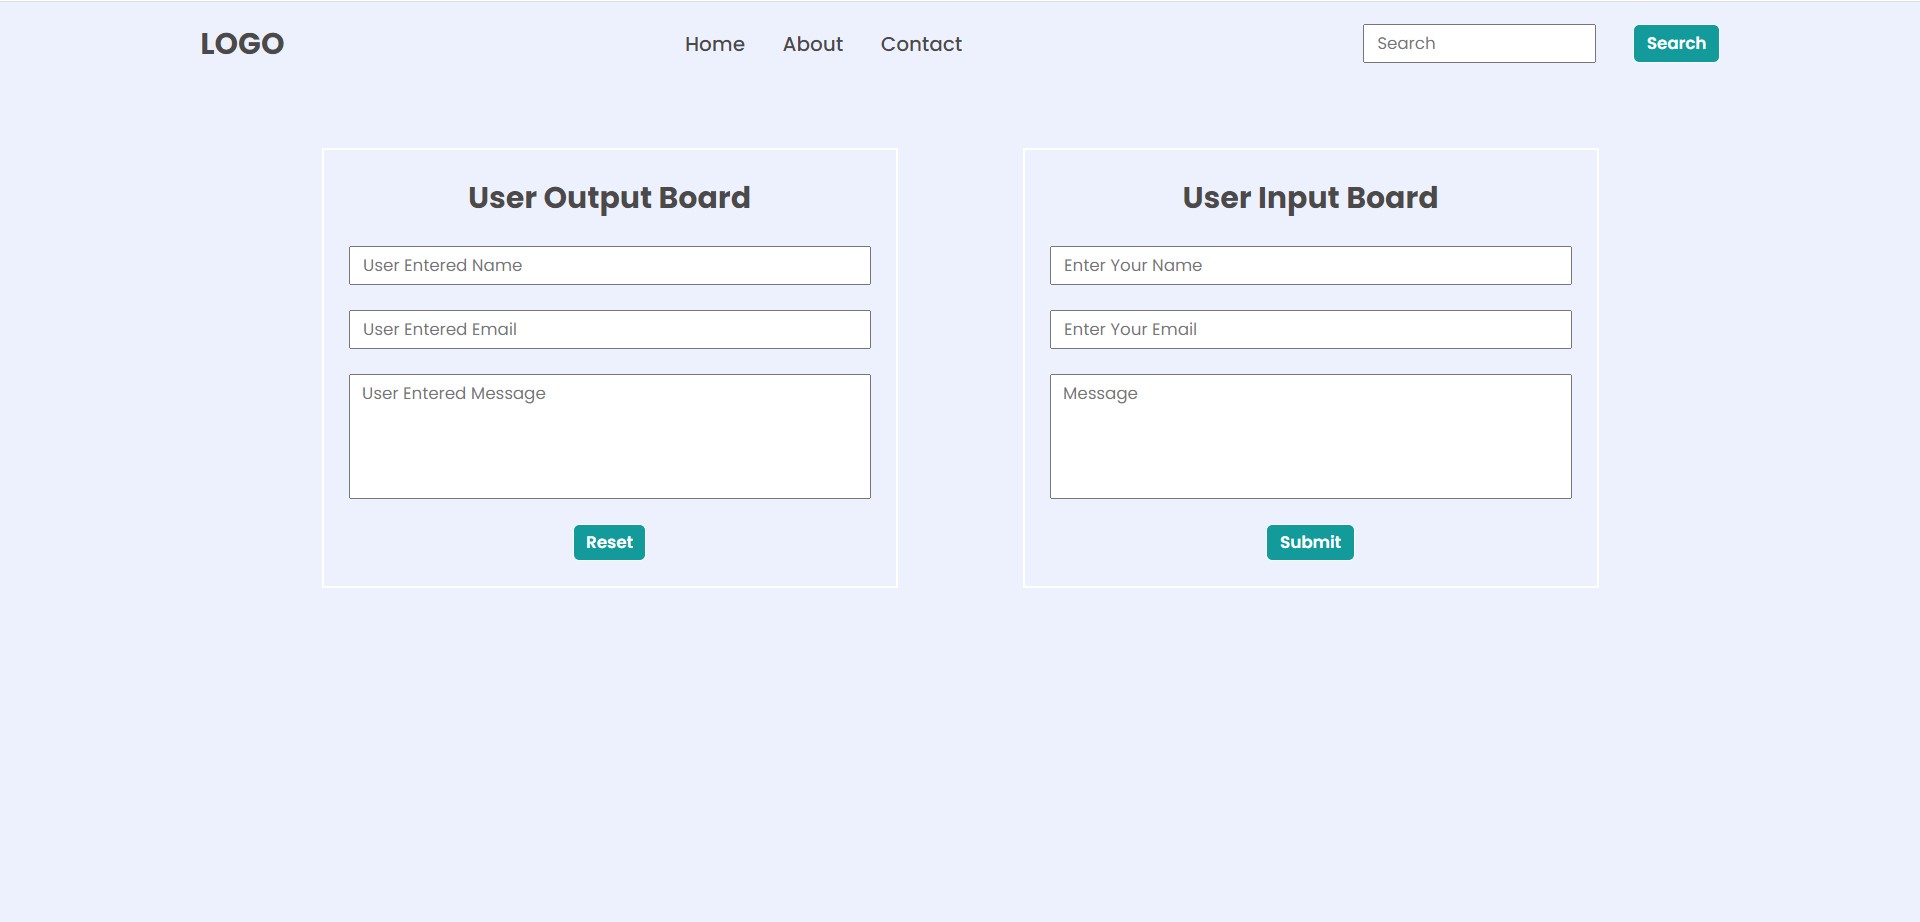 LOGO
Home About Contact
Search
Search
User Output Board
User Entered Name
User Entered Email
User Entered Message
Reset
User Input Board
Enter Your Name
Enter Your Email
Message
Submit